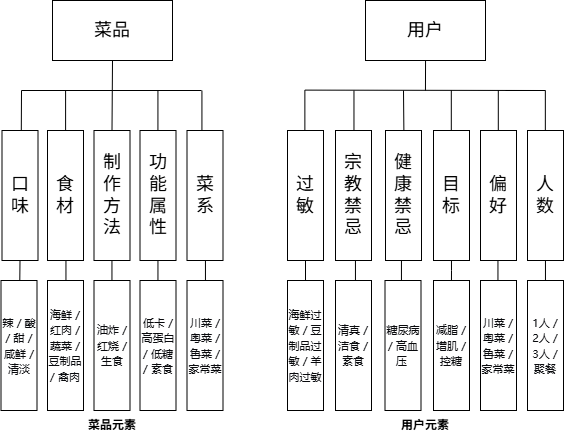 菜品
用户
口味
食材
制作方法
功能属性
菜系
过敏
宗教禁忌
健康禁忌
目标
偏好
人数
辣 / 酸
/ 甜 /
咸鲜 /
清淡
海鲜 /
红肉 /
蔬菜 /
豆制品
/ 禽肉
油炸 /
红烧 /
生食
低卡 /
高蛋白
/ 低糖
/ 素食
川菜 /
粤菜 /
鲁菜 /
家常菜
海鲜过
敏 / 豆
制品过
敏 / 羊
肉过敏
清真 /
洁食 /
素食
糖尿病
/ 高血
压
减脂 /
增肌 /
控糖
川菜 /
粤菜 /
鲁菜 /
家常菜
1人 /
2人 /
3人 /
聚餐
菜品元素
用户元素